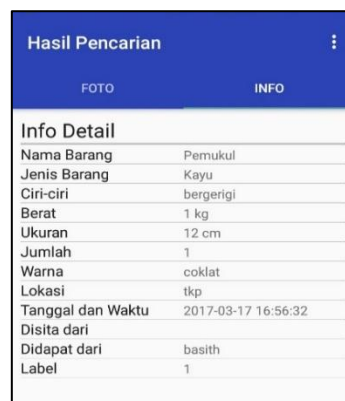 Hasil Pencarian
FOTO INFO
Info Detail
Nama Barang Pemukul
Jenis Barang Kayu
Ciri-ciri bergerigi
Berat 1 kg
Ukuran 12 cm
Jumlah 1
Warna coklat
Lokasi tkp
Tanggal dan Waktu 2017-03-17 16:56:32
Disita dari
Didapat dari basith
Label 1